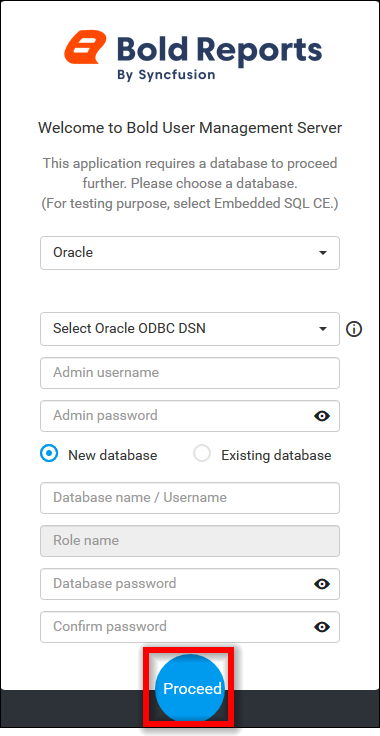 Bold Reports
By Syncfusion
Welcome to Bold User Management Server
This application requires a database to proceed
further. Please choose a database.
(For testing purpose, select Embedded SQL CE.)
Oracle
Select Oracle ODBC DSN
Admin username
Admin password
New database Existing database
Database name / Username
Role name
Database password
Confirm password
Proceed